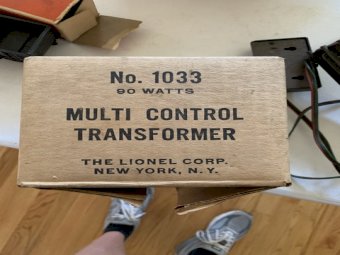 No. 1033
90 WATTS
MULTI CONTROL
TRANSFORMER
THE LIONEL CORP.
NEW YORK, N. Y.